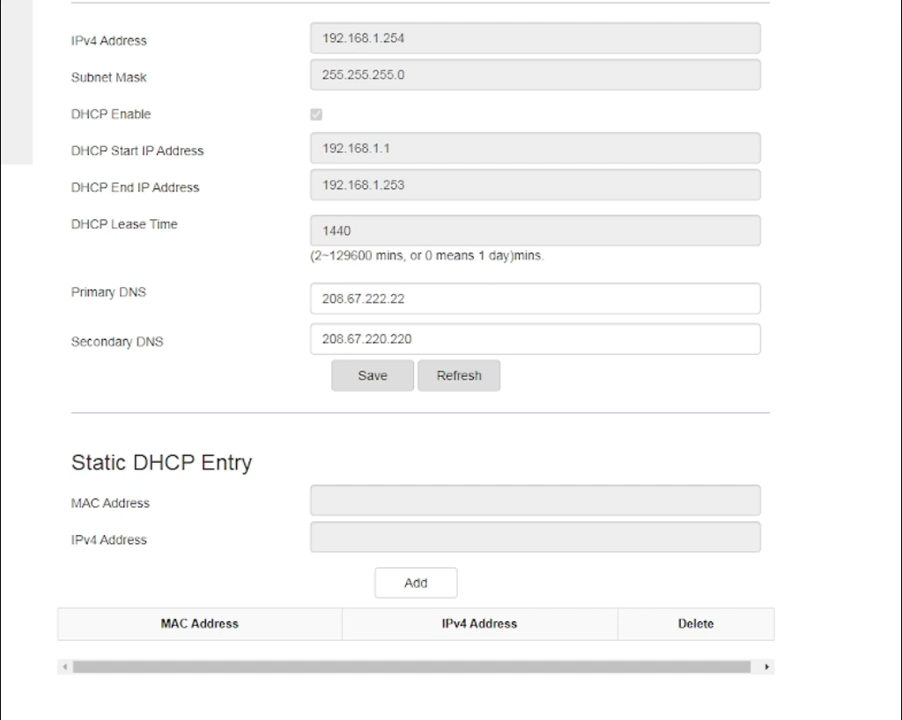 IPv4 Address 192.168.1.254
Subnet Mask 255.255.255.0
DHCP Enable
DHCP Start IP Address 192.168.1.1
DHCP End IP Address 192.168.1.253
DHCP Lease Time 1440
(2~129600 mins, or 0 means 1 day)mins.
Primary DNS 208.67.222.22
Secondary DNS 208.67.220.220
Save Refresh
Static DHCP Entry
MAC Address
IPv4 Address
Add
MAC Address IPv4 Address Delete